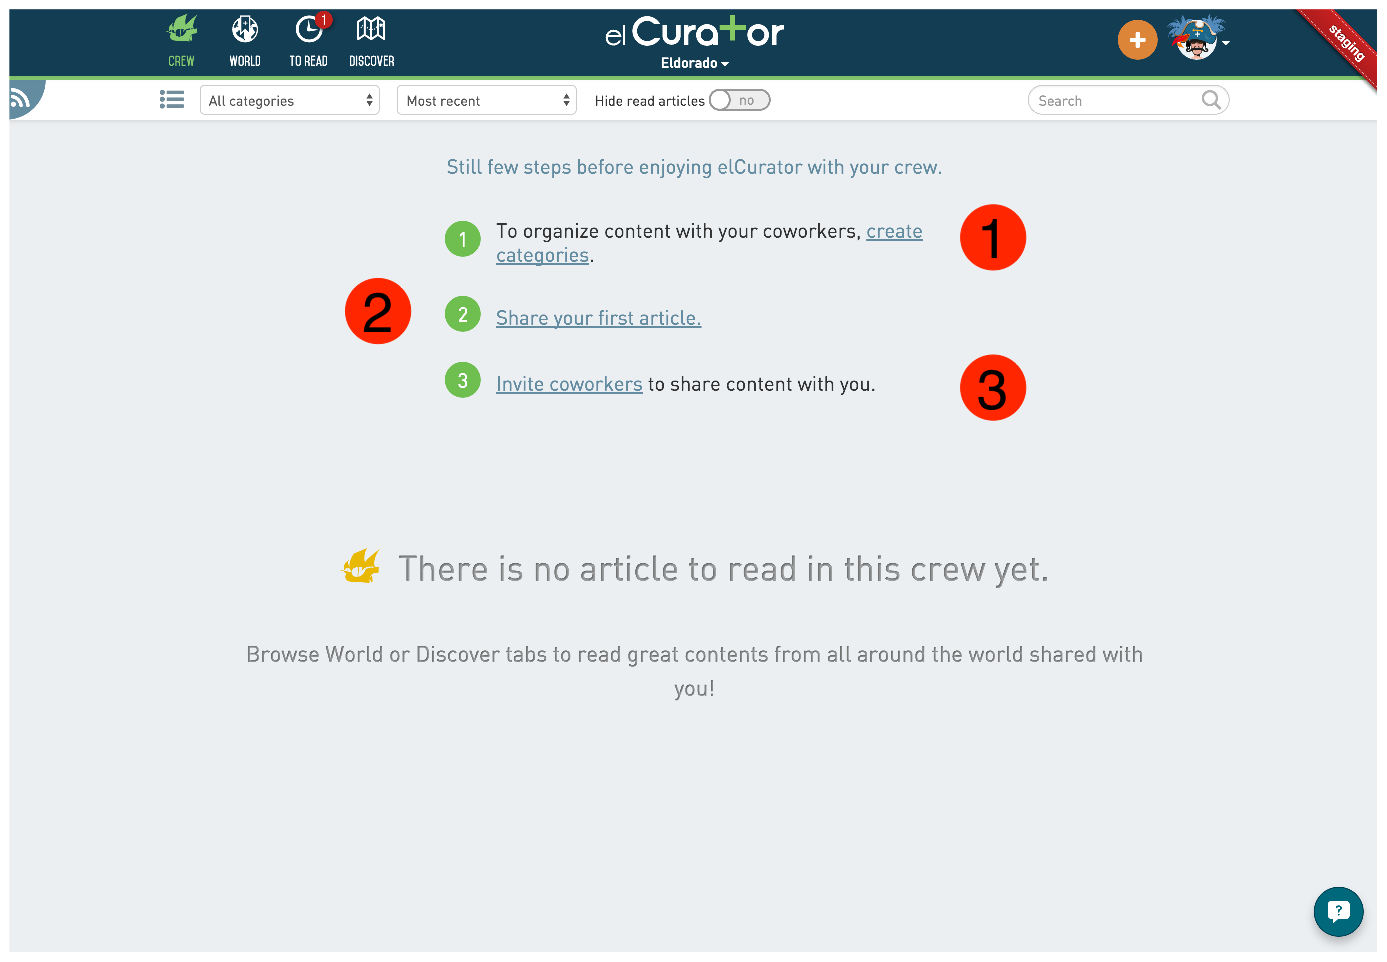 CREW
WORLD
1
TO READ
DISCOVER
elCurator
Eldorado
+
staging
All categories
Most recent
Hide read articles
no
Search
Still few steps before enjoying elCurator with your crew.
1
To organize content with your coworkers, create
categories.
1
2
2
Share your first article.
3
Invite coworkers to share content with you.
3
There is no article to read in this crew yet.
Browse World or Discover tabs to read great contents from all around the world shared with
you!
?